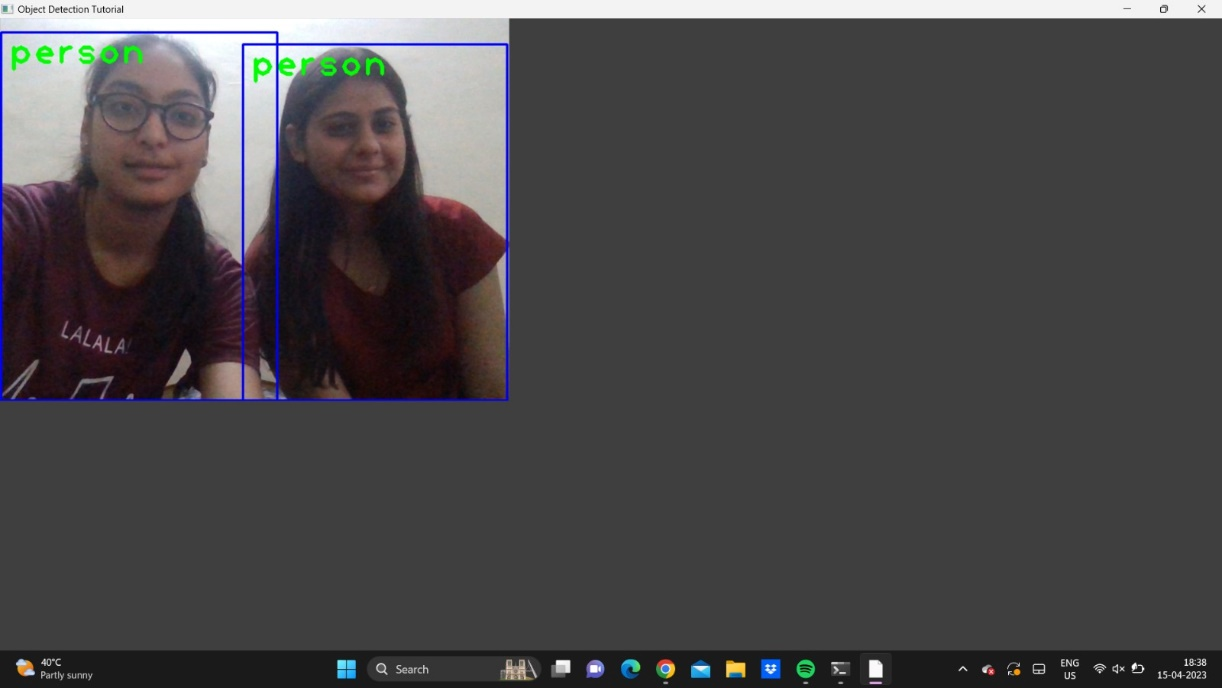 Object Detection Tutorial
person
person
LALALA!
40°C
Partly sunny
Search
ENG
US
18:38
15-04-2023